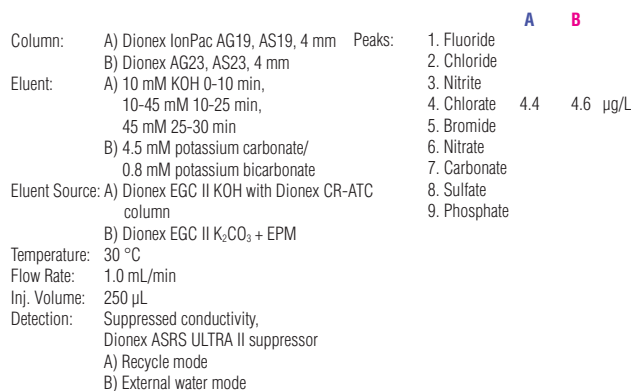 A B
Column: A) Dionex IonPac AG19, AS19, 4 mm
B) Dionex AG23, AS23, 4 mm
Eluent: A) 10 mM KOH 0-10 min,
10-45 mM 10-25 min,
45 mM 25-30 min
B) 4.5 mM potassium carbonate/
0.8 mM potassium bicarbonate
Eluent Source: A) Dionex EGC II KOH with Dionex CR-ATC
column
B) Dionex EGC II K₂CO₃ + EPM
Temperature: 30 °C
Flow Rate: 1.0 mL/min
Inj. Volume: 250 µL
Detection: Suppressed conductivity,
Dionex ASRS ULTRA II suppressor
A) Recycle mode
B) External water mode
Peaks: 1. Fluoride
2. Chloride
3. Nitrite
4. Chlorate 4.4 4.6 µg/L
5. Bromide
6. Nitrate
7. Carbonate
8. Sulfate
9. Phosphate